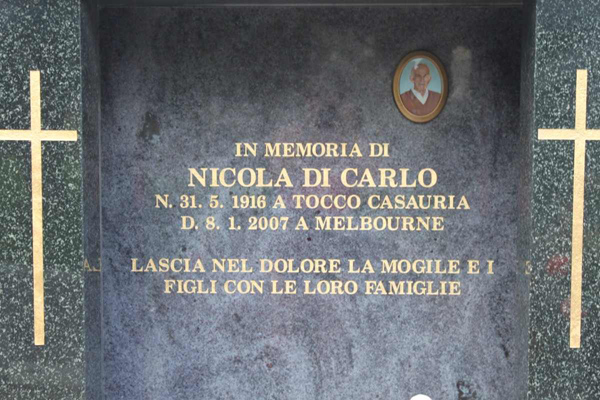 IN MEMORIA DI
NICOLA DI CARLO
N. 31. 5. 1916 A TOCCO CASAURIA
D. 8. 1. 2007 A MELBOURNE
LASCIA NEL DOLORE LA MOGILE E I
FIGLI CON LE LORO FAMIGLIE